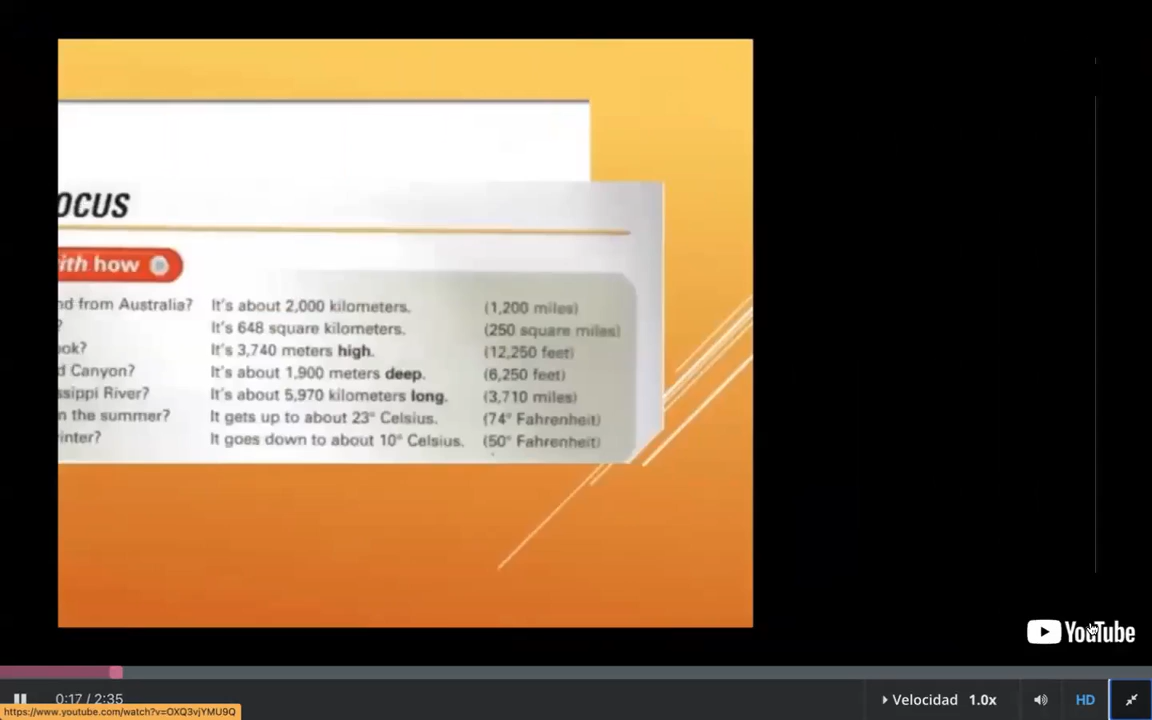 OCUS
ith how
nd from Australia? It's about 2,000 kilometers. (1,200 miles)
? It's 648 square kilometers. (250 square miles)
ook? It's 3,740 meters high. (12,250 feet)
d Canyon? It's about 1,900 meters deep. (6,250 feet)
ssippi River? It's about 5,970 kilometers long. (3,710 miles)
n the summer? It gets up to about 23° Celsius. (74° Fahrenheit)
inter? It goes down to about 10° Celsius. (50° Fahrenheit)
YouTube
0:17 / 2:35 Velocidad 1.0x HD
https://www.youtube.com/watch?v=OXQ3vjYMU9Q